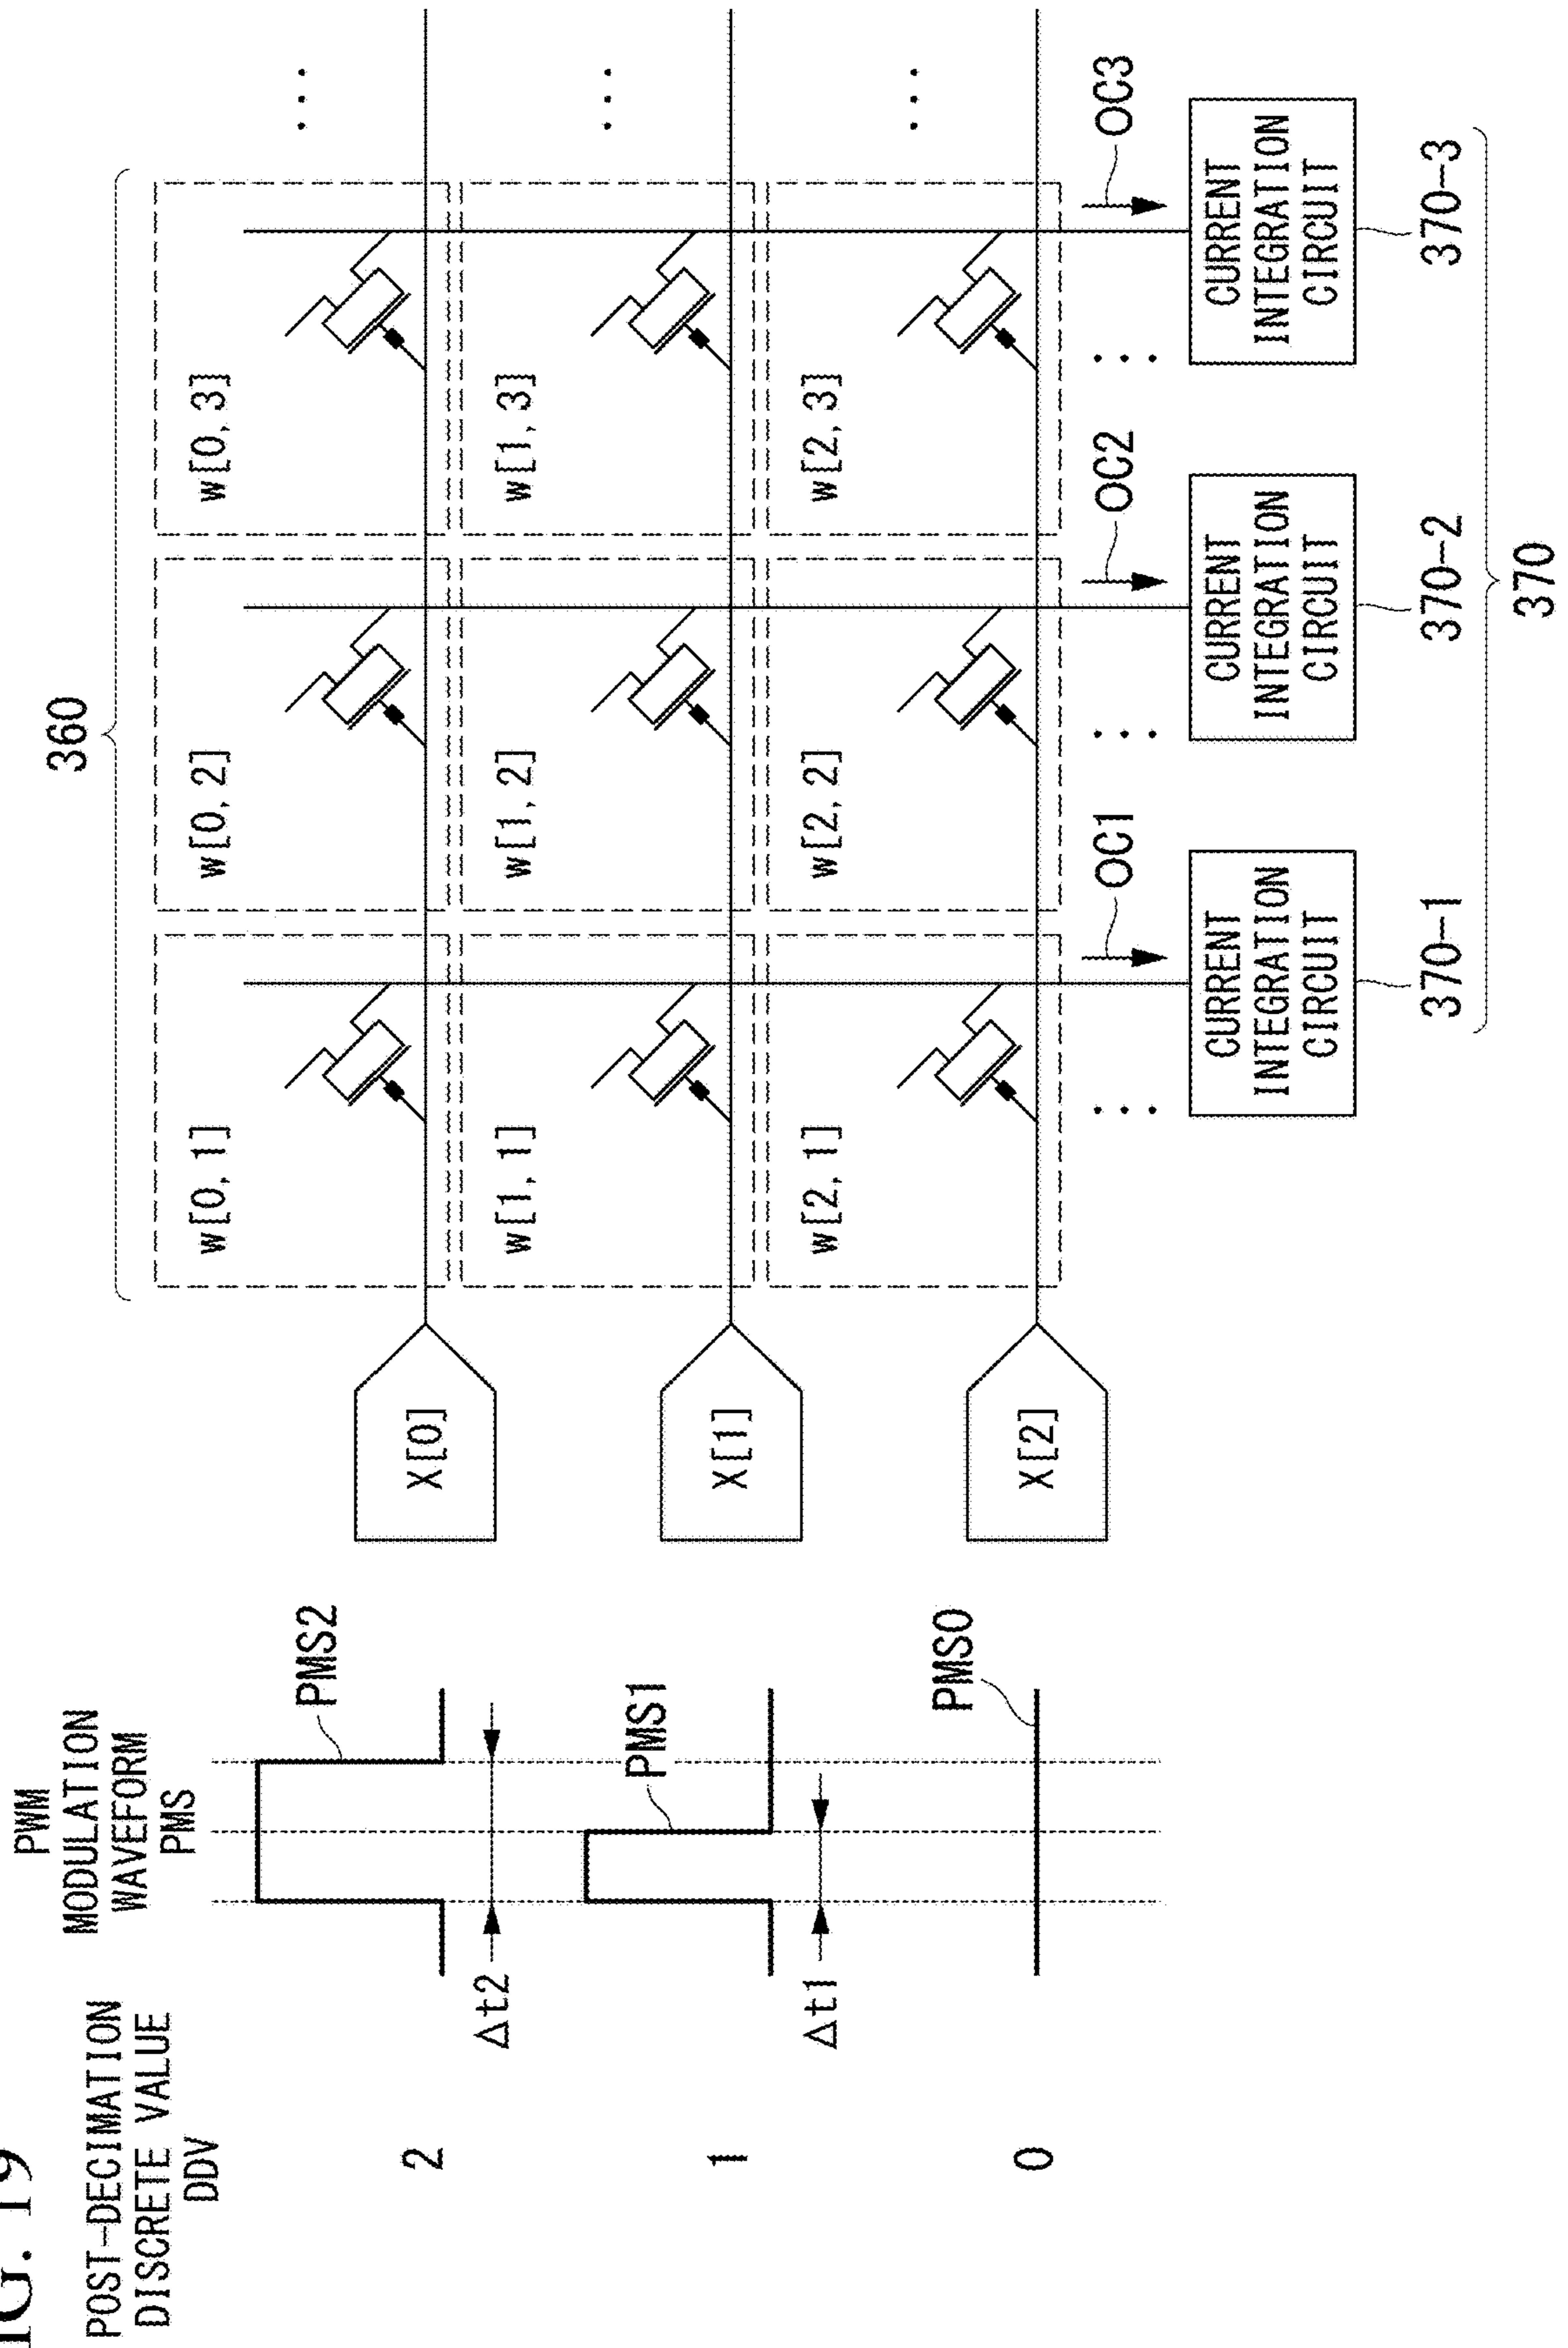 FIG. 19
POST-DECIMATION
DISCRETE VALUE
DDV
2
1
0
PWM
MODULATION
WAVEFORM
PMS
PMS2
Δt2
PMS1
Δt1
PMS0
X[0]
X[1]
X[2]
360
w[0,1]
w[0,2]
w[0,3]
...
w[1,1]
w[1,2]
w[1,3]
...
w[2,1]
w[2,2]
w[2,3]
...
OC1
OC2
OC3
...
...
...
CURRENT
INTEGRATION
CIRCUIT
CURRENT
INTEGRATION
CIRCUIT
CURRENT
INTEGRATION
CIRCUIT
370-1
370-2
370-3
370